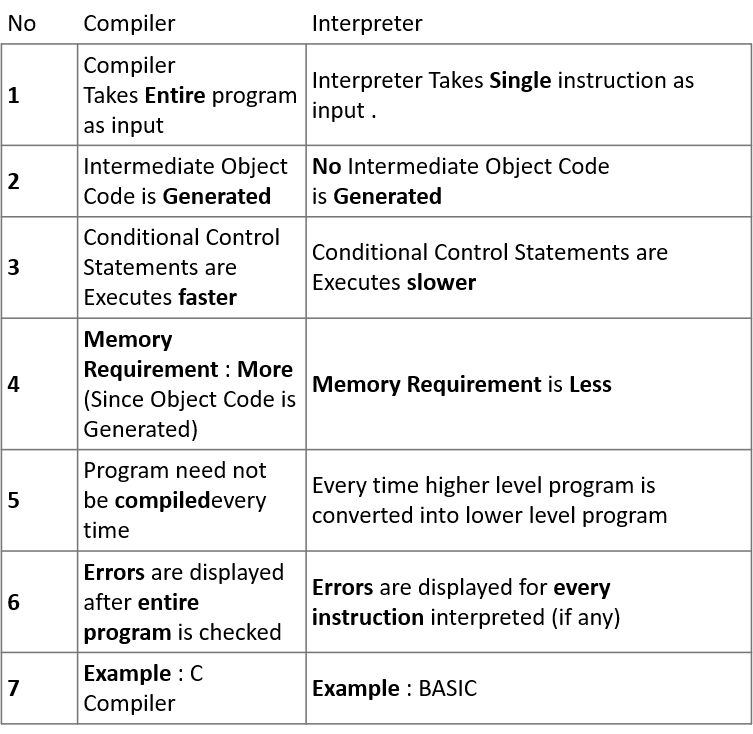 No Compiler Interpreter
1
Compiler
Takes Entire program
as input
Interpreter Takes Single instruction as
input .
2
Intermediate Object
Code is Generated
No Intermediate Object Code
is Generated
3
Conditional Control
Statements are
Executes faster
Conditional Control Statements are
Executes slower
4
Memory
Requirement : More
(Since Object Code is
Generated)
Memory Requirement is Less
5
Program need not
be compiledevery
time
Every time higher level program is
converted into lower level program
6
Errors are displayed
after entire
program is checked
Errors are displayed for every
instruction interpreted (if any)
7
Example : C
Compiler
Example : BASIC